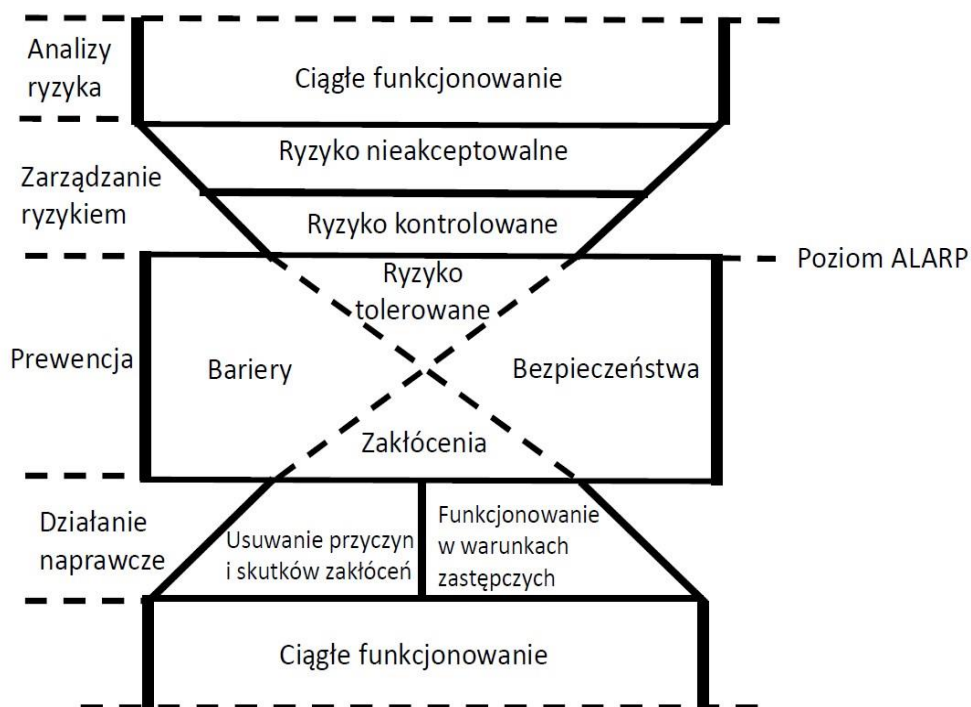 Analizy
ryzyka
Ciągłe funkcjonowanie
Ryzyko nieakceptowalne
Zarządzanie
ryzykiem
Ryzyko kontrolowane
Poziom ALARP
Ryzyko
tolerowane
Prewencja
Bariery
Bezpieczeństwa
Zakłócenia
Działanie
naprawcze
Usuwanie przyczyn
i skutków zakłóceń
Funkcjonowanie
w warunkach
zastępczych
Ciągłe funkcjonowanie